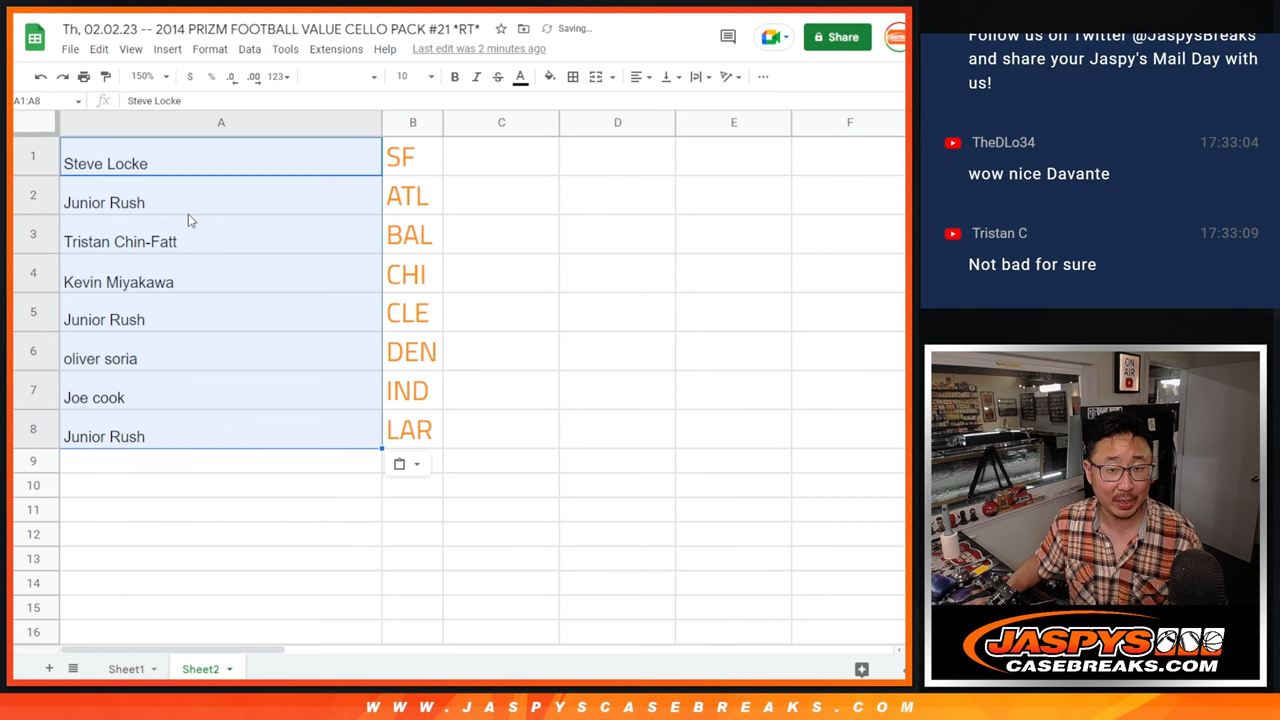 Th, 02.02.23 -- 2014 PRIZM FOOTBALL VALUE CELLO PACK #21 *RT*
Saving...
File Edit View Insert Format Data Tools Extensions Help Last edit was 2 minutes ago
Share
150% $ % .0 .00 123 10 B I S A
A1:A8 fx Steve Locke
A B C D E F
1 Steve Locke SF
2 Junior Rush ATL
3 Tristan Chin-Fatt BAL
4 Kevin Miyakawa CHI
5 Junior Rush CLE
6 oliver soria DEN
7 Joe cook IND
8 Junior Rush LAR
9
10
11
12
13
14
15
16
Sheet1 Sheet2
Follow us on Twitter @JaspysBreaks
and share your Jaspy's Mail Day with
us!
TheDLo34 17:33:04
wow nice Davante
Tristan C 17:33:09
Not bad for sure
ON
AIR
JASPYS
CASEBREAKS.COM
WWW.JASPYSCASEBREAKS.COM